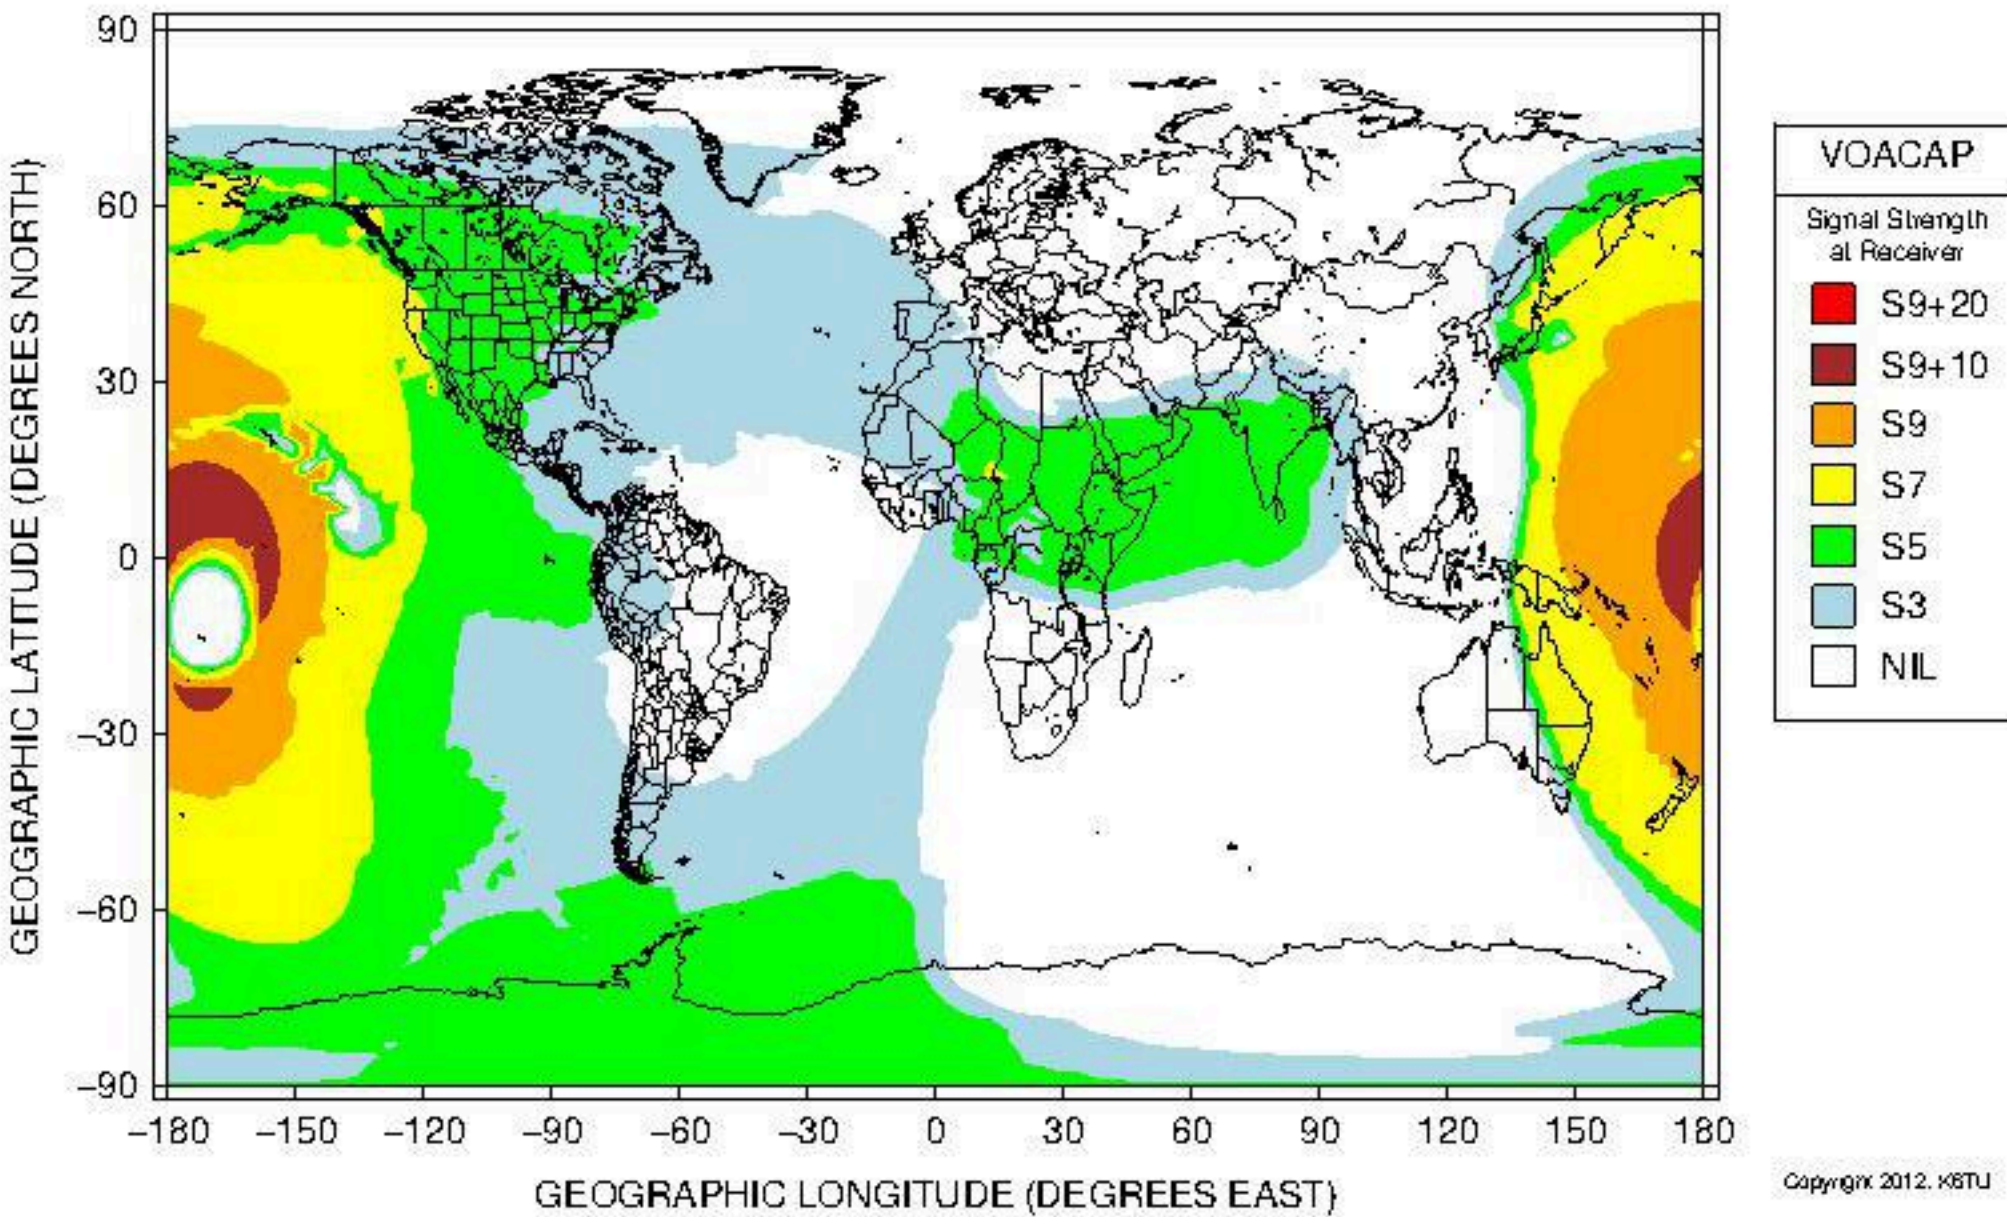 GEOGRAPHIC LATITUDE (DEGREES NORTH)
90
60
30
0
−30
−60
−90
−180 −150 −120 −90 −60 −30 0 30 60 90 120 150 180
GEOGRAPHIC LONGITUDE (DEGREES EAST)
VOACAP
Signal Strength
at Receiver
S9+20
S9+10
S9
S7
S5
S3
NIL
Copyright 2012. K6TU